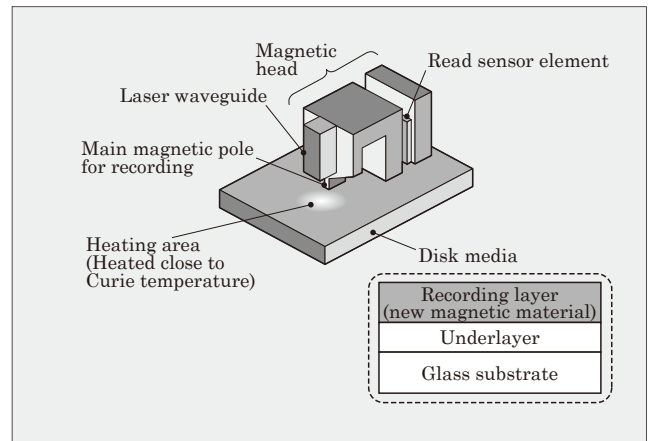 Magnetic
head
Read sensor element
Laser waveguide
Main magnetic pole
for recording
Heating area
(Heated close to
Curie temperature)
Disk media
Recording layer
(new magnetic material)
Underlayer
Glass substrate